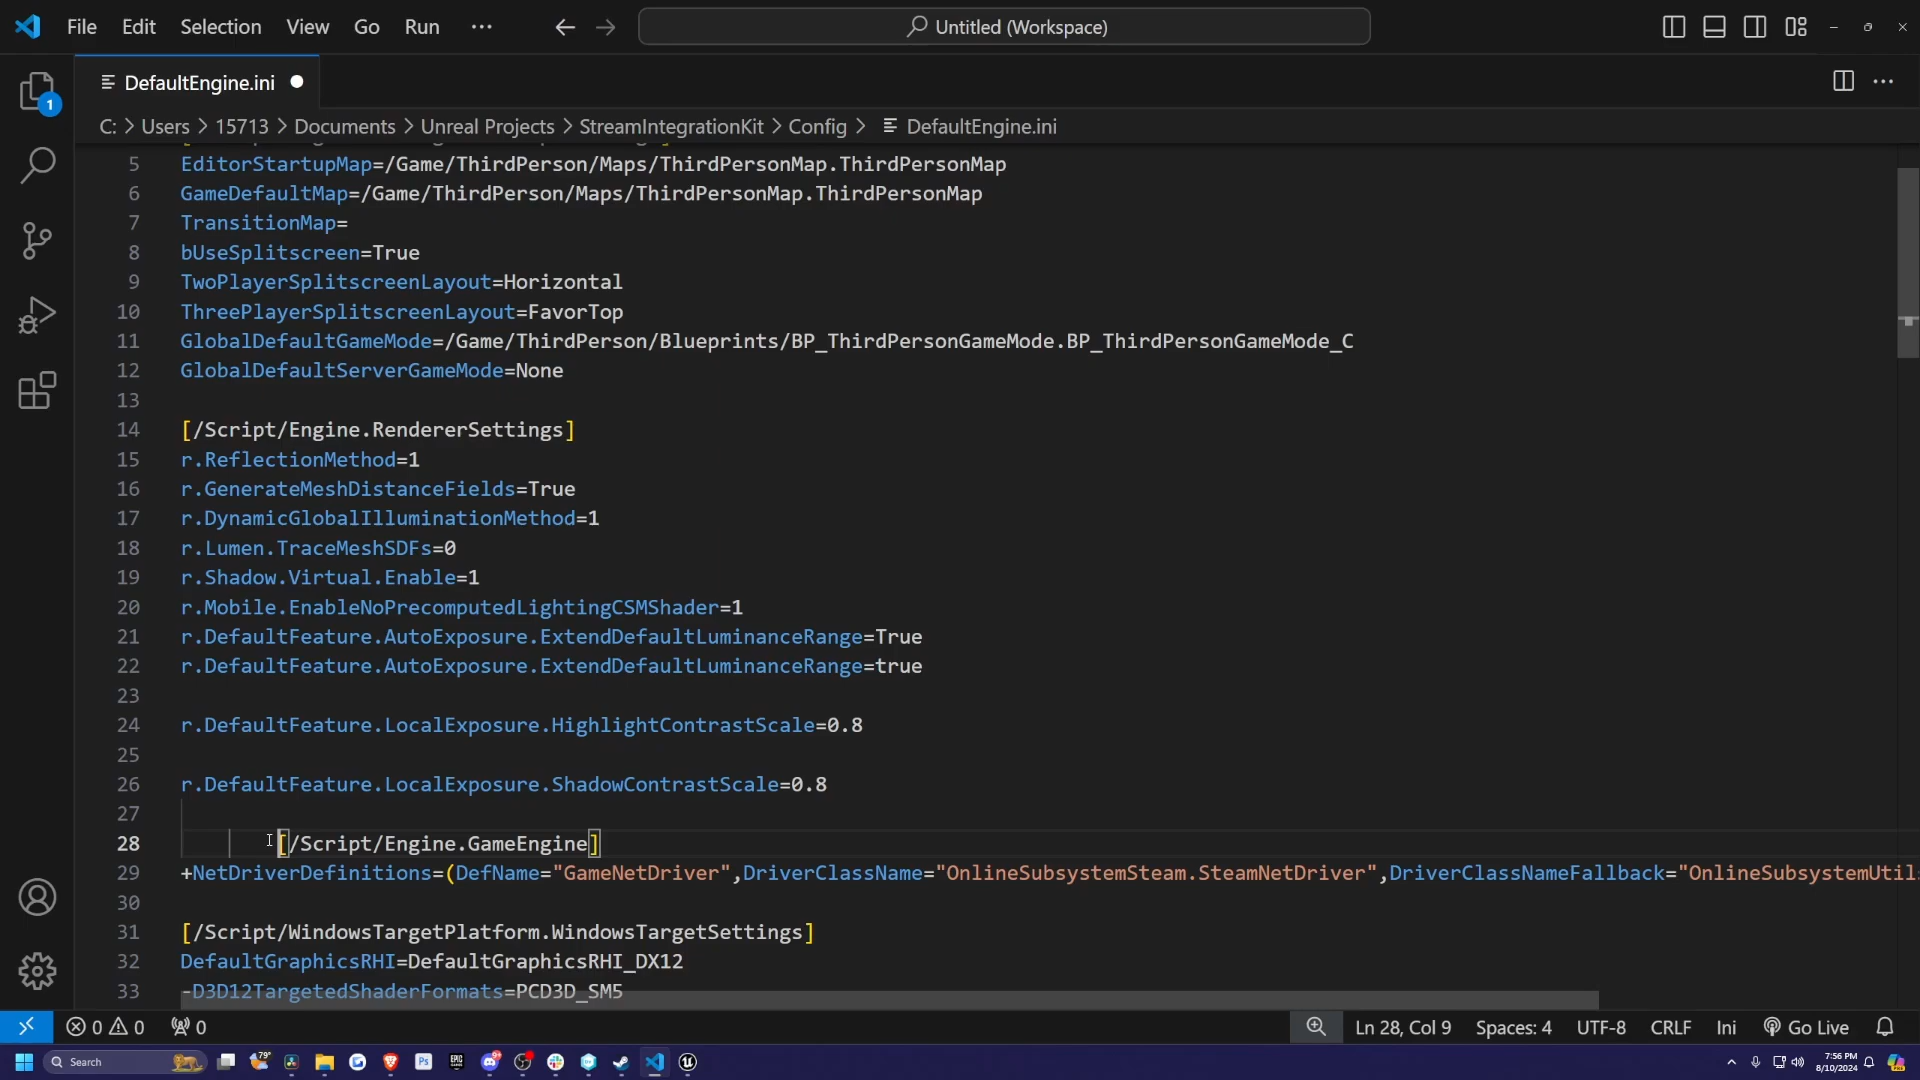 File Edit Selection View Go Run ··· Untitled (Workspace)
DefaultEngine.ini
C: > Users > 15713 > Documents > Unreal Projects > StreamIntegrationKit > Config > DefaultEngine.ini
5 EditorStartupMap=/Game/ThirdPerson/Maps/ThirdPersonMap.ThirdPersonMap
6 GameDefaultMap=/Game/ThirdPerson/Maps/ThirdPersonMap.ThirdPersonMap
7 TransitionMap=
8 bUseSplitscreen=True
9 TwoPlayerSplitscreenLayout=Horizontal
10 ThreePlayerSplitscreenLayout=FavorTop
11 GlobalDefaultGameMode=/Game/ThirdPerson/Blueprints/BP_ThirdPersonGameMode.BP_ThirdPersonGameMode_C
12 GlobalDefaultServerGameMode=None
13
14 [/Script/Engine.RendererSettings]
15 r.ReflectionMethod=1
16 r.GenerateMeshDistanceFields=True
17 r.DynamicGlobalIlluminationMethod=1
18 r.Lumen.TraceMeshSDFs=0
19 r.Shadow.Virtual.Enable=1
20 r.Mobile.EnableNoPrecomputedLightingCSMShader=1
21 r.DefaultFeature.AutoExposure.ExtendDefaultLuminanceRange=True
22 r.DefaultFeature.AutoExposure.ExtendDefaultLuminanceRange=true
23
24 r.DefaultFeature.LocalExposure.HighlightContrastScale=0.8
25
26 r.DefaultFeature.LocalExposure.ShadowContrastScale=0.8
27
28 [/Script/Engine.GameEngine]
29 +NetDriverDefinitions=(DefName="GameNetDriver",DriverClassName="OnlineSubsystemSteam.SteamNetDriver",DriverClassNameFallback="OnlineSubsystemUtil
30
31 [/Script/WindowsTargetPlatform.WindowsTargetSettings]
32 DefaultGraphicsRHI=DefaultGraphicsRHI_DX12
33 -D3D12TargetedShaderFormats=PCD3D_SM5
0 0 0 Ln 28, Col 9 Spaces: 4 UTF-8 CRLF Ini Go Live
Search 79° 7:56 PM
8/10/2024